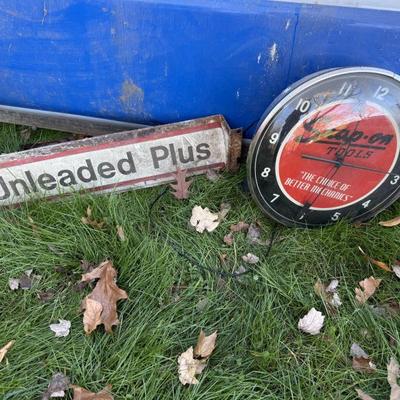 Unleaded Plus
10 11 12 1 2 3 4 5 6 7 8 9
Snap-on
TOOLS
"THE CHOICE OF
BETTER MECHANICS"